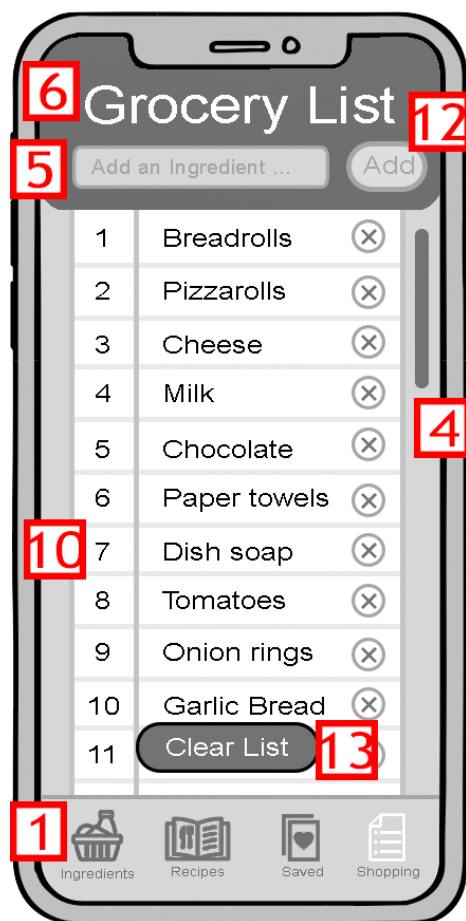 6
Grocery List
12
5
Add an Ingredient ...
Add
1 Breadrolls
2 Pizzarolls
3 Cheese
4 Milk
4
5 Chocolate
6 Paper towels
10
7 Dish soap
8 Tomatoes
9 Onion rings
10 Garlic Bread
11
Clear List
13
1
Ingredients Recipes Saved Shopping